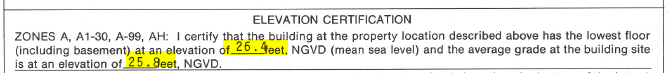 ELEVATION CERTIFICATION
ZONES A, A1-30, A-99, AH: I certify that the building at the property location described above has the lowest floor
(including basement) at an elevation of 26.4 feet, NGVD (mean sea level) and the average grade at the building site
is at an elevation of 25.8 feet, NGVD.